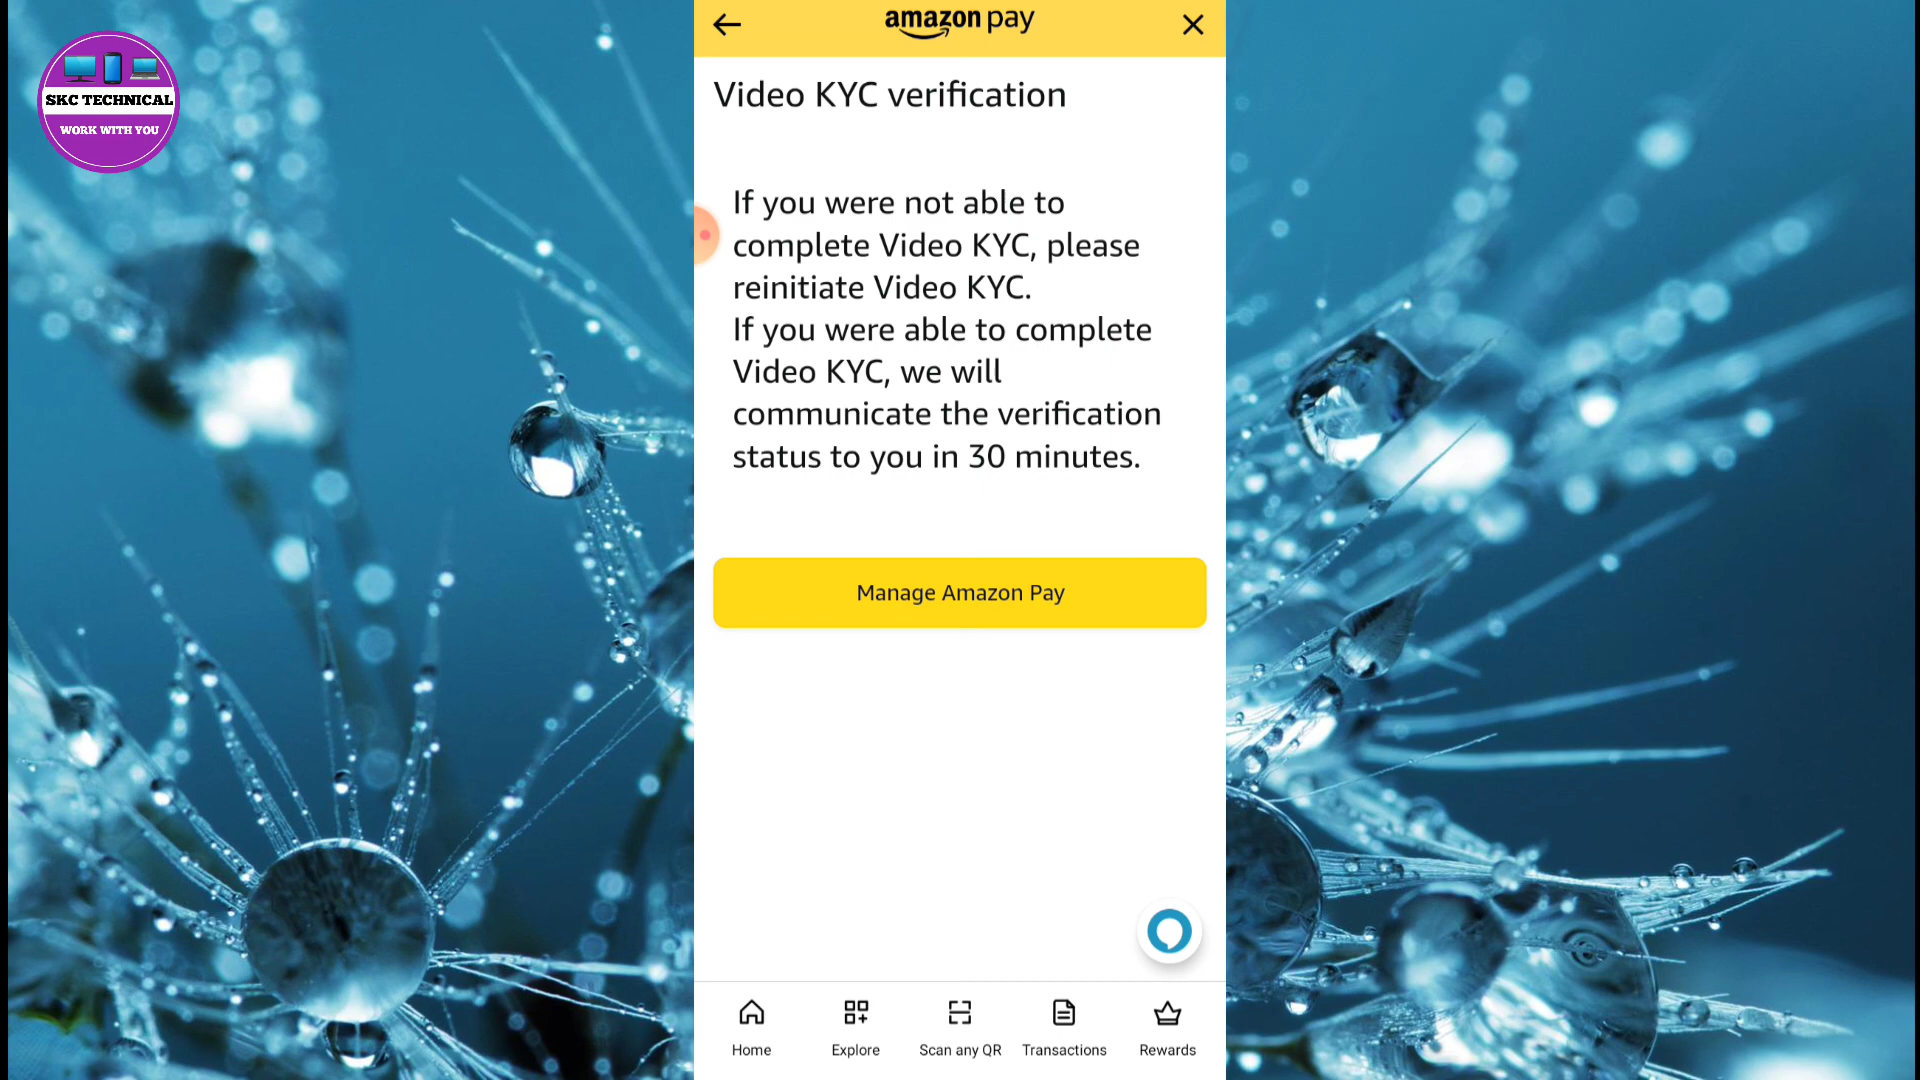 SKC TECHNICAL
WORK WITH YOU
amazon pay
Video KYC verification
If you were not able to
complete Video KYC, please
reinitiate Video KYC.
If you were able to complete
Video KYC, we will
communicate the verification
status to you in 30 minutes.
Manage Amazon Pay
Home
Explore
Scan any QR
Transactions
Rewards